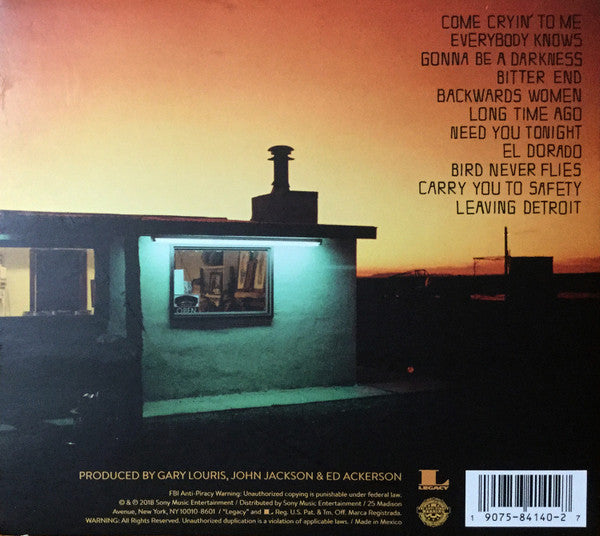 COME CRYIN' TO ME
EVERYBODY KNOWS
GONNA BE A DARKNESS
BITTER END
BACKWARDS WOMEN
LONG TIME AGO
NEED YOU TONIGHT
EL DORADO
BIRD NEVER FLIES
CARRY YOU TO SAFETY
LEAVING DETROIT
OPEN
PRODUCED BY GARY LOURIS, JOHN JACKSON & ED ACKERSON
FBI Anti-Piracy Warning: Unauthorized copying is punishable under federal law.
© & ℗ 2018 Sony Music Entertainment / Distributed by Sony Music Entertainment / 25 Madison
Avenue, New York, NY 10010-8601 / "Legacy" and L Reg. U.S. Pat. & Tm. Off. Marca Registrada.
WARNING: All Rights Reserved. Unauthorized duplication is a violation of applicable laws. / Made in Mexico
L
LEGACY
1 9075-84140-2 7